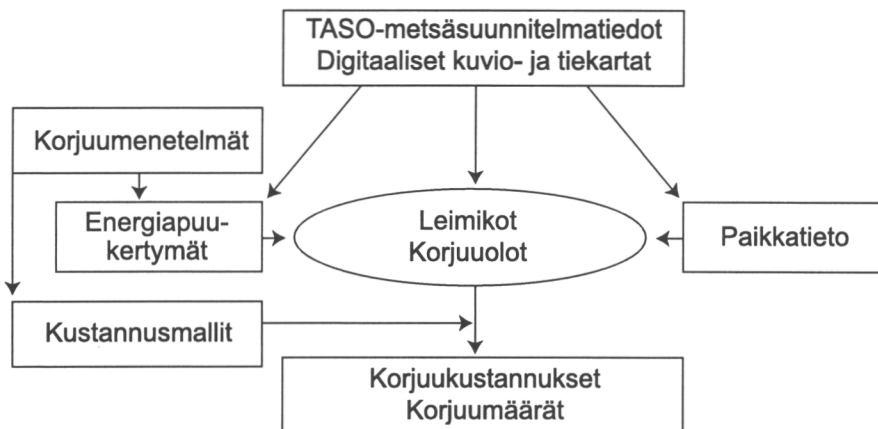 TASO-metsäsuunnitelmatiedot
Digitaaliset kuvio- ja tiekartat
Korjuumenetelmät
Energiapuu-
kertymät
Leimikot
Korjuuolot
Paikkatieto
Kustannusmallit
Korjuukustannukset
Korjuumäärät